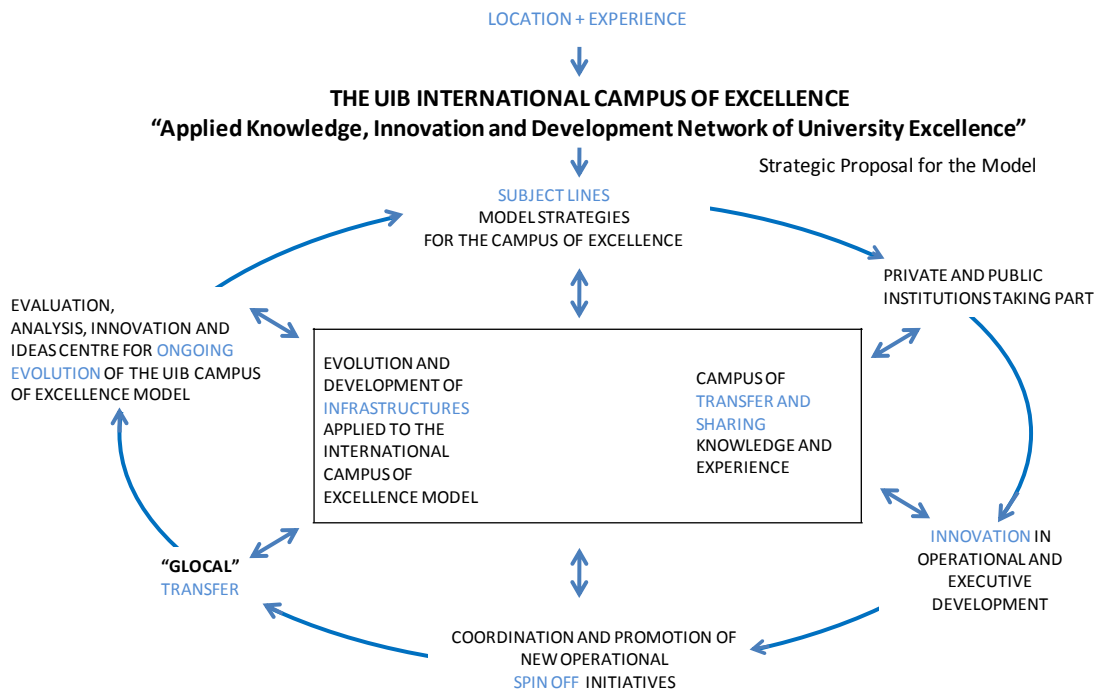 LOCATION + EXPERIENCE
THE UIB INTERNATIONAL CAMPUS OF EXCELLENCE
“Applied Knowledge, Innovation and Development Network of University Excellence”
Strategic Proposal for the Model
SUBJECT LINES
MODEL STRATEGIES
FOR THE CAMPUS OF EXCELLENCE
PRIVATE AND PUBLIC
INSTITUTIONS TAKING PART
EVALUATION,
ANALYSIS, INNOVATION AND
IDEAS CENTRE FOR ONGOING
EVOLUTION OF THE UIB CAMPUS
OF EXCELLENCE MODEL
EVOLUTION AND
DEVELOPMENT OF
INFRASTRUCTURES
APPLIED TO THE
INTERNATIONAL
CAMPUS OF
EXCELLENCE MODEL
CAMPUS OF
TRANSFER AND
SHARING
KNOWLEDGE AND
EXPERIENCE
INNOVATION IN
OPERATIONAL AND
EXECUTIVE
DEVELOPMENT
“GLOCAL”
TRANSFER
COORDINATION AND PROMOTION OF
NEW OPERATIONAL
SPIN OFF INITIATIVES